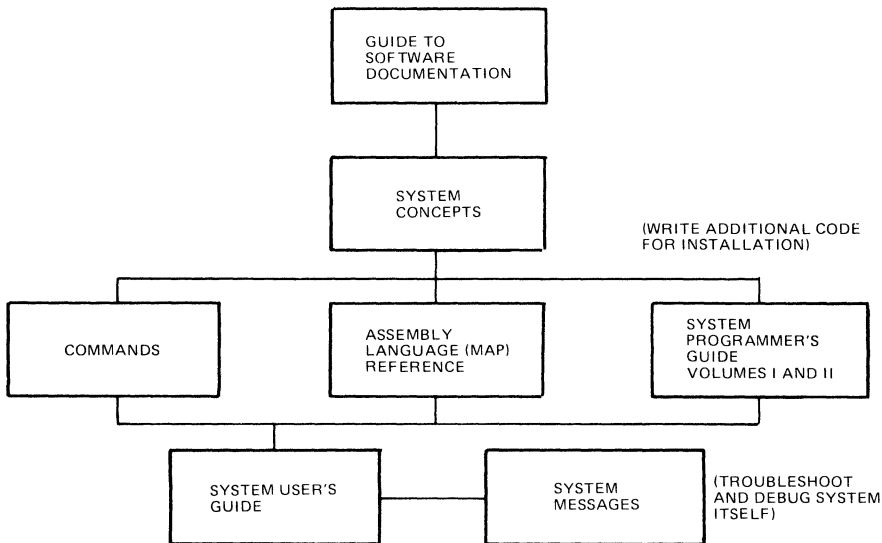 GUIDE TO
SOFTWARE
DOCUMENTATION
SYSTEM
CONCEPTS
(WRITE ADDITIONAL CODE
FOR INSTALLATION)
COMMANDS
ASSEMBLY
LANGUAGE (MAP)
REFERENCE
SYSTEM
PROGRAMMER'S
GUIDE
VOLUMES I AND II
SYSTEM USER'S
GUIDE
SYSTEM
MESSAGES
(TROUBLESHOOT
AND DEBUG SYSTEM
ITSELF)